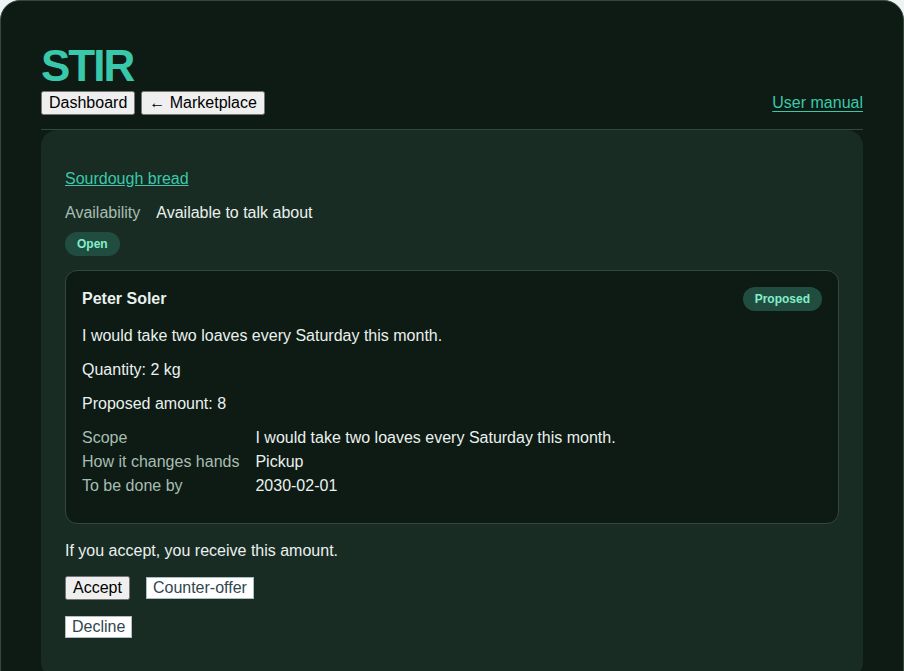 STIR
Dashboard ← Marketplace User manual
Sourdough bread
Availability Available to talk about
Open
Peter Soler Proposed
I would take two loaves every Saturday this month.
Quantity: 2 kg
Proposed amount: 8
Scope I would take two loaves every Saturday this month.
How it changes hands Pickup
To be done by 2030-02-01
If you accept, you receive this amount.
Accept Counter-offer
Decline